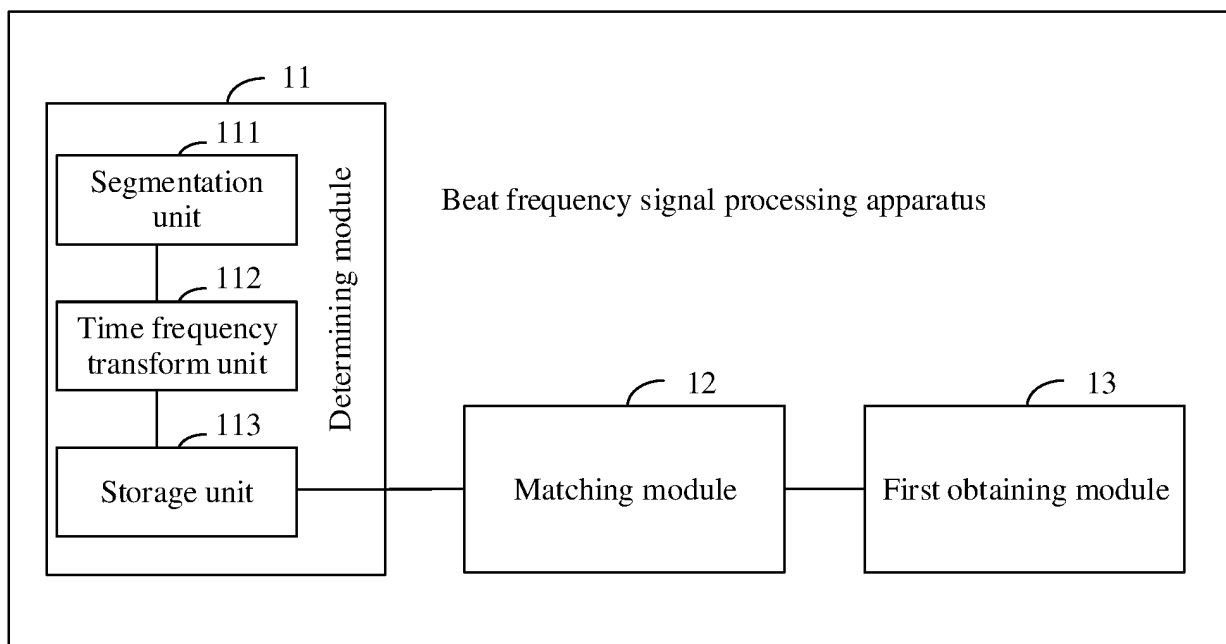 11
111
Segmentation
unit
Determining module
Beat frequency signal processing apparatus
112
Time frequency
transform unit
113
Storage unit
12
Matching module
13
First obtaining module